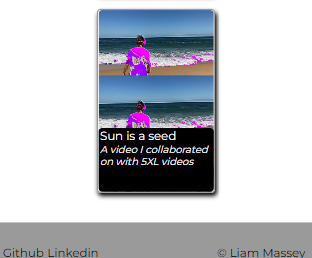 Sun is a seed
A video I collaborated
on with 5XL videos
Github Linkedin
© Liam Massey